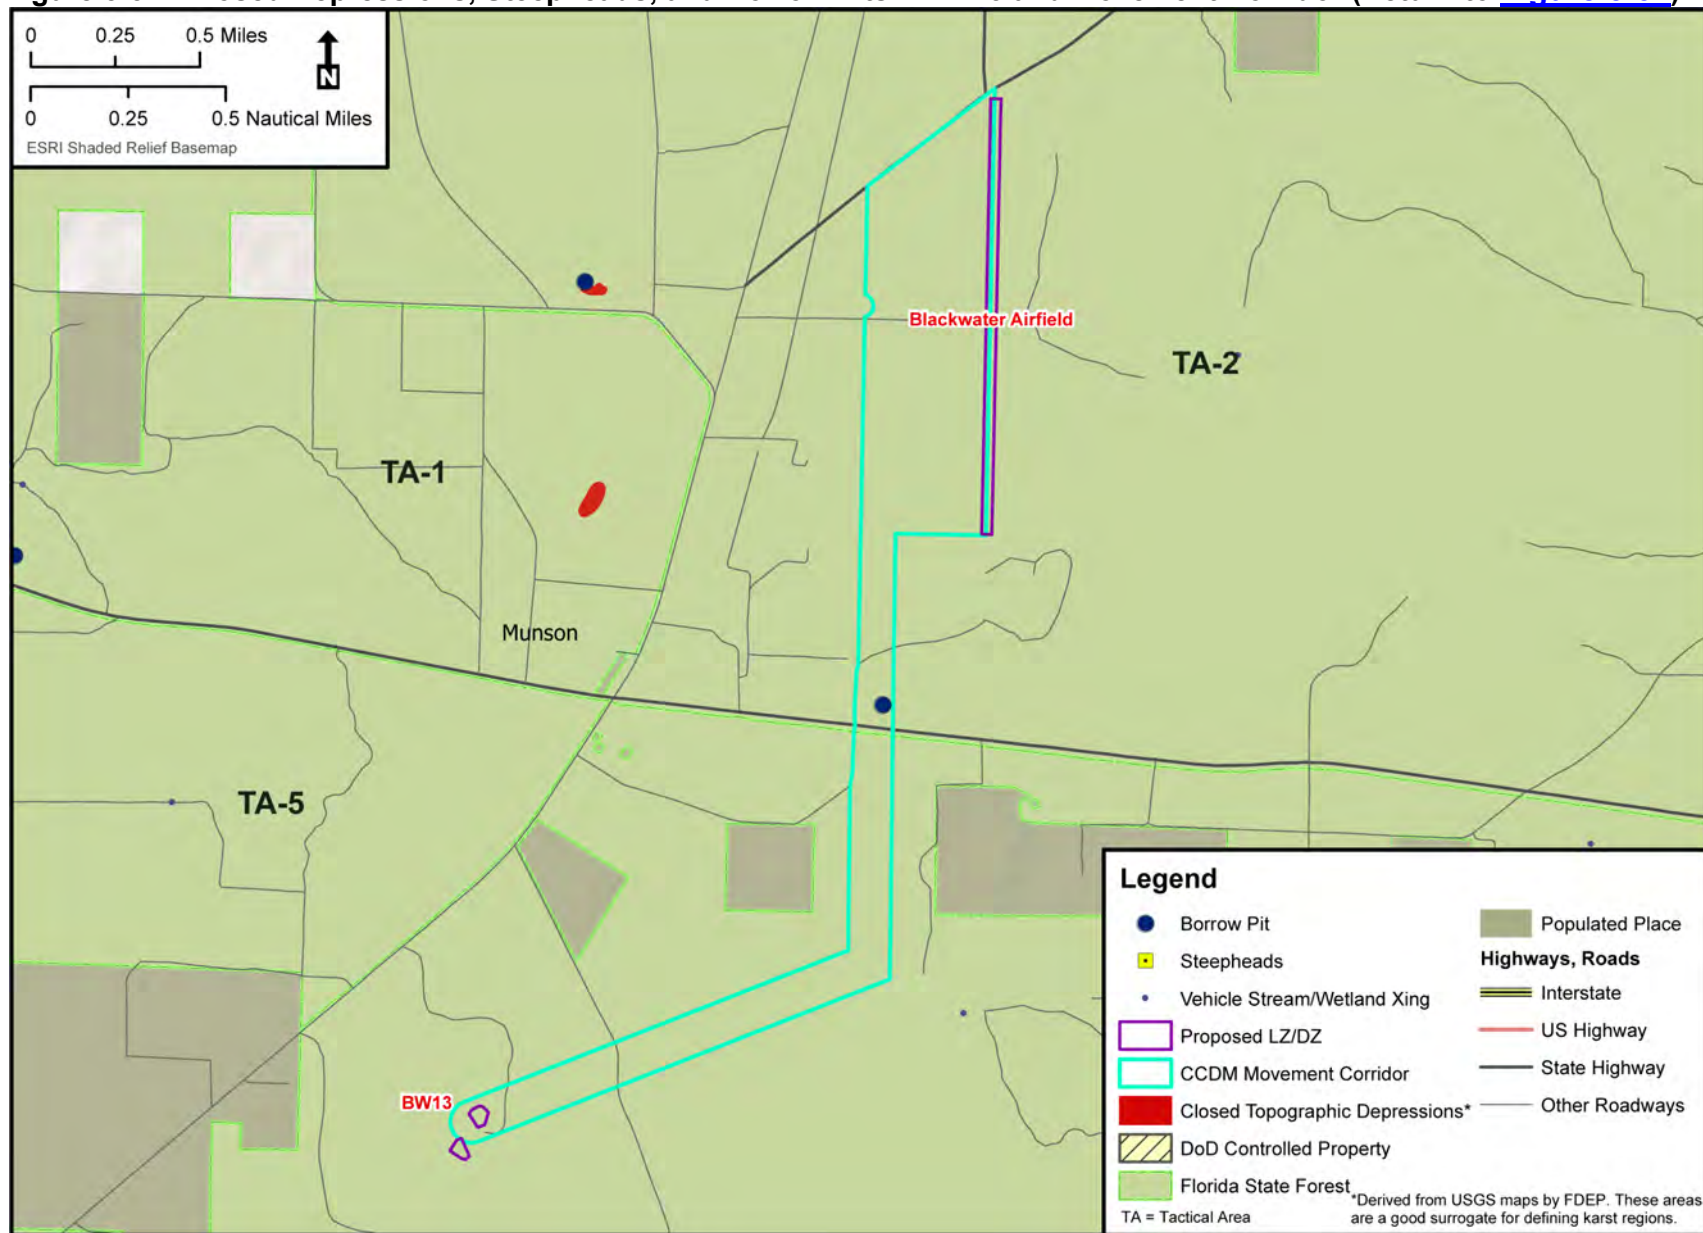 0 0.25 0.5 Miles
N
0 0.25 0.5 Nautical Miles
ESRI Shaded Relief Basemap
Blackwater Airfield
TA-2
TA-1
Munson
TA-5
BW13
Legend
Borrow Pit
Steepheads
Vehicle Stream/Wetland Xing
Proposed LZ/DZ
CCDM Movement Corridor
Closed Topographic Depressions*
DoD Controlled Property
Florida State Forest
TA = Tactical Area
Populated Place
Highways, Roads
Interstate
US Highway
State Highway
Other Roadways
*Derived from USGS maps by FDEP. These areas
are a good surrogate for defining karst regions.